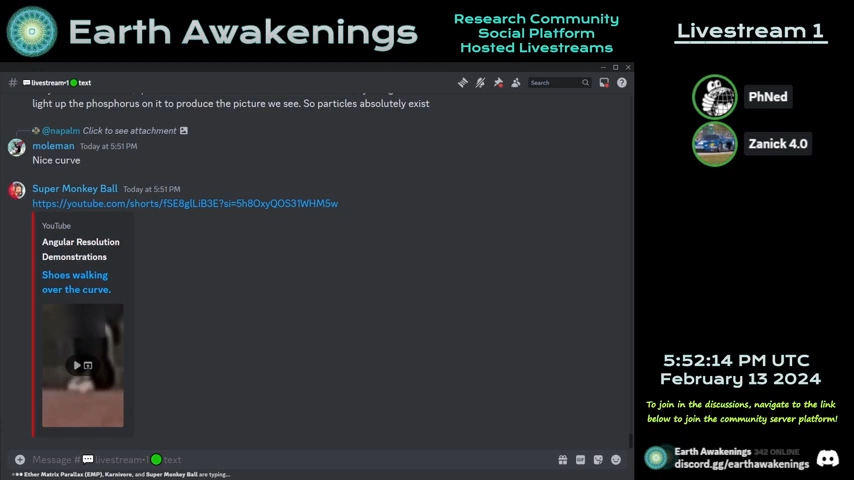 Earth Awakenings
Research Community
Social Platform
Hosted Livestreams
Livestream 1
# livestream-1 text
Search
light up the phosphorus on it to produce the picture we see. So particles absolutely exist
@napalm Click to see attachment
moleman Today at 5:51 PM
Nice curve
Super Monkey Ball Today at 5:51 PM
https://youtube.com/shorts/fSE8glLiB3E?si=5h8OxyQOS31WHM5w
YouTube
Angular Resolution
Demonstrations
Shoes walking
over the curve.
Message # livestream-1 text
GIF
Ether Matrix Parallax (EMP), Karnivore, and Super Monkey Ball are typing...
PhNed
Zanick 4.0
5:52:14 PM UTC
February 13 2024
To join in the discussions, navigate to the link
below to join the community server platform!
Earth Awakenings 342 ONLINE
discord.gg/earthawakenings